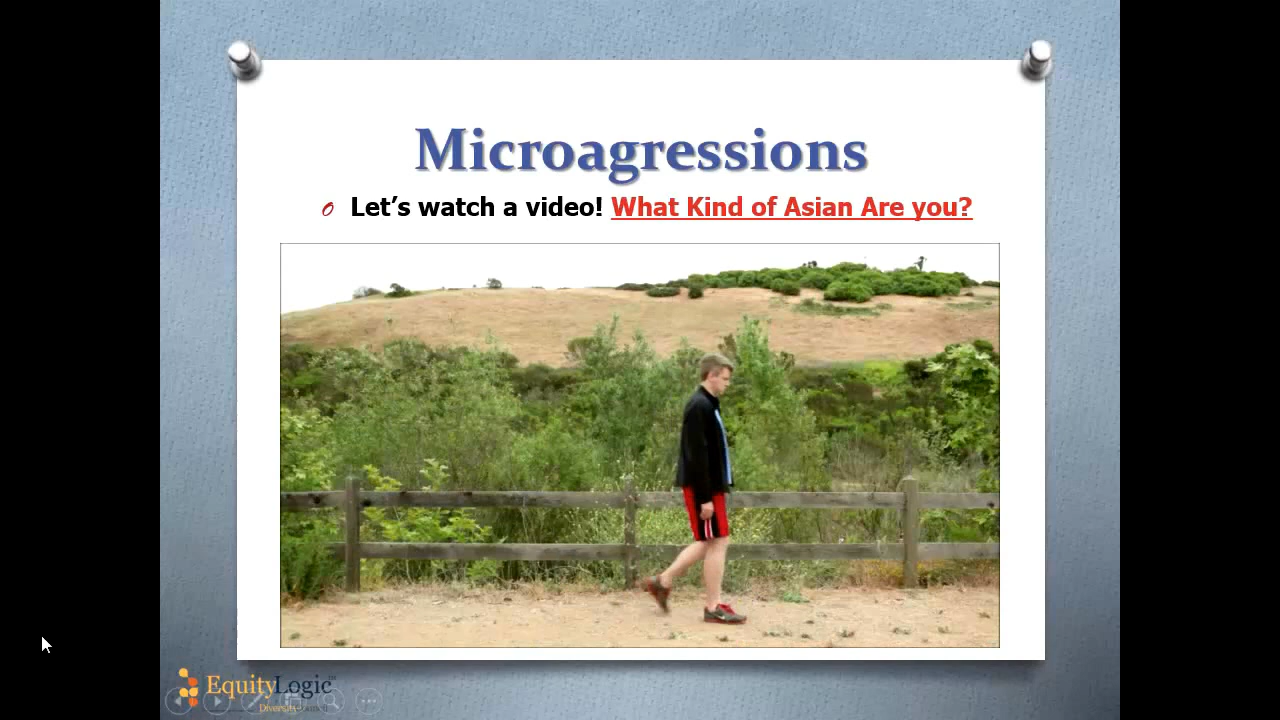 Microagressions
Let's watch a video! What Kind of Asian Are you?
EquityLogic